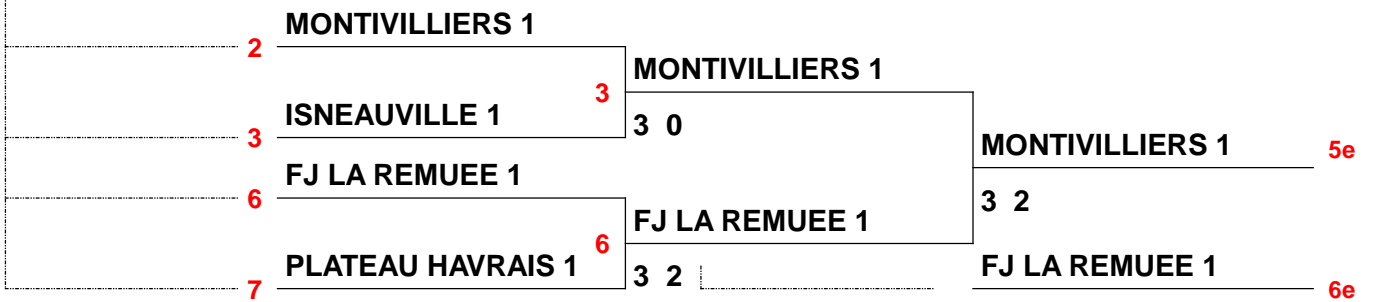 MONTIVILLIERS 1
2
MONTIVILLIERS 1
3
ISNEAUVILLE 1
3 0
3
MONTIVILLIERS 1
5e
FJ LA REMUEE 1
6
3 2
FJ LA REMUEE 1
6
PLATEAU HAVRAIS 1
3 2
FJ LA REMUEE 1
7
6e